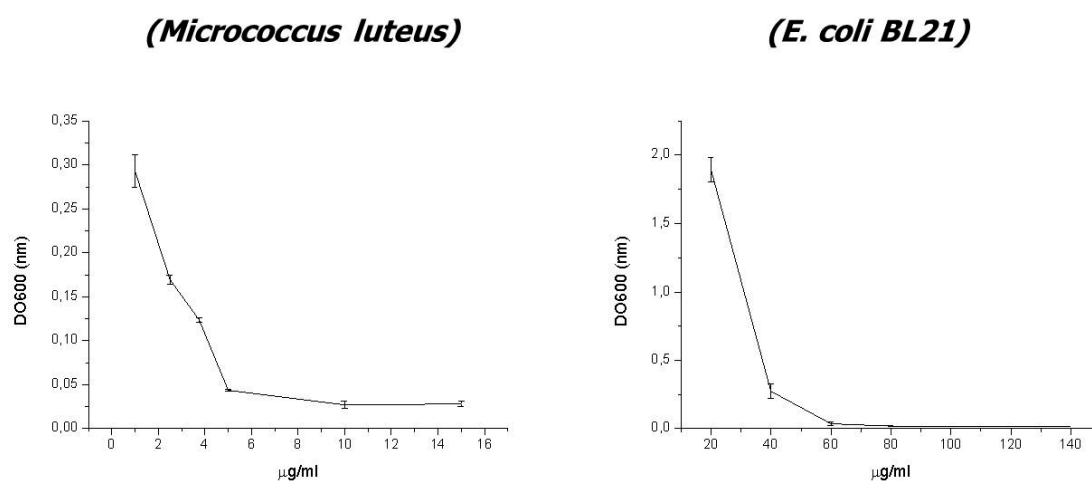 (Micrococcus luteus)
(E. coli BL21)
DO600 (nm)
0,35
0,30
0,25
0,20
0,15
0,10
0,05
0,00
0 2 4 6 8 10 12 14 16
μg/ml
DO600 (nm)
2,0
1,5
1,0
0,5
0,0
20 40 60 80 100 120 140
μg/ml